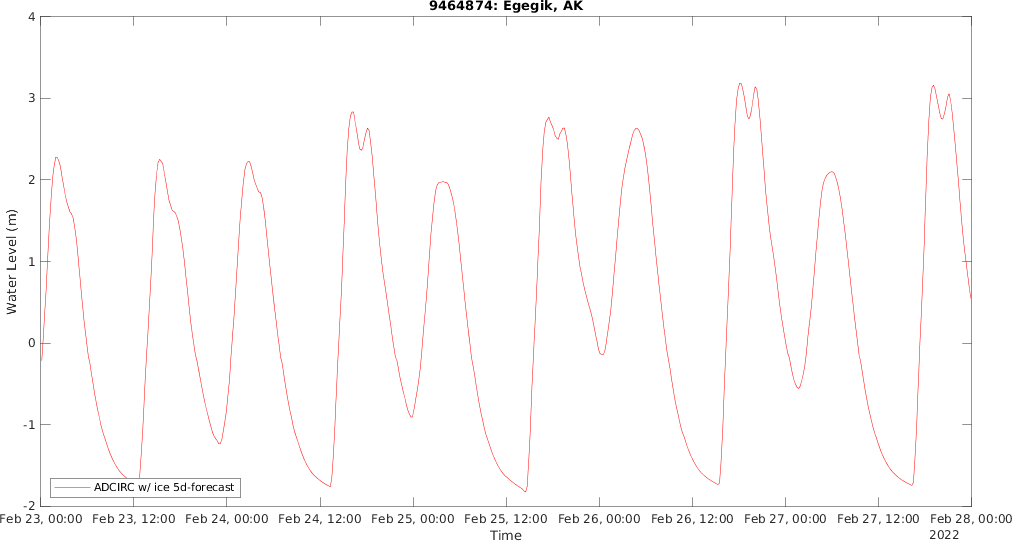 9464874: Egegik, AK
4
3
2
1
0
-1
-2
Water Level (m)
ADCIRC w/ ice 5d-forecast
Feb 23, 00:00 Feb 23, 12:00 Feb 24, 00:00 Feb 24, 12:00 Feb 25, 00:00 Feb 25, 12:00 Feb 26, 00:00 Feb 26, 12:00 Feb 27, 00:00 Feb 27, 12:00 Feb 28, 00:00
Time
2022